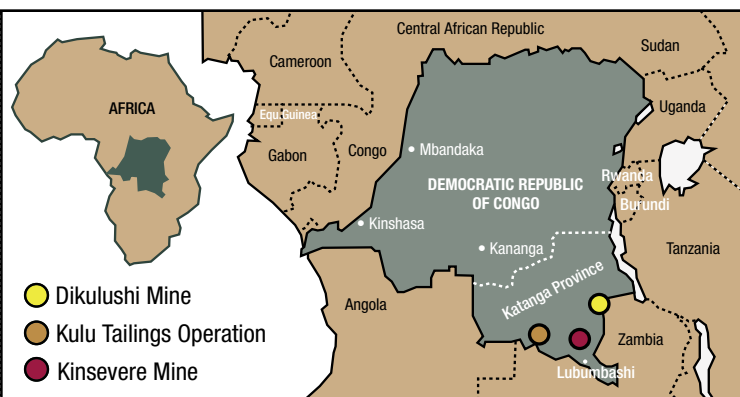 AFRICA
Central African Republic
Sudan
Cameroon
Equ.Guinea
Uganda
Gabon
Congo
Mbandaka
Rwanda
DEMOCRATIC REPUBLIC
OF CONGO
Burundi
Kinshasa
Kananga
Tanzania
Katanga Province
Angola
Zambia
Lubumbashi
Dikulushi Mine
Kulu Tailings Operation
Kinsevere Mine